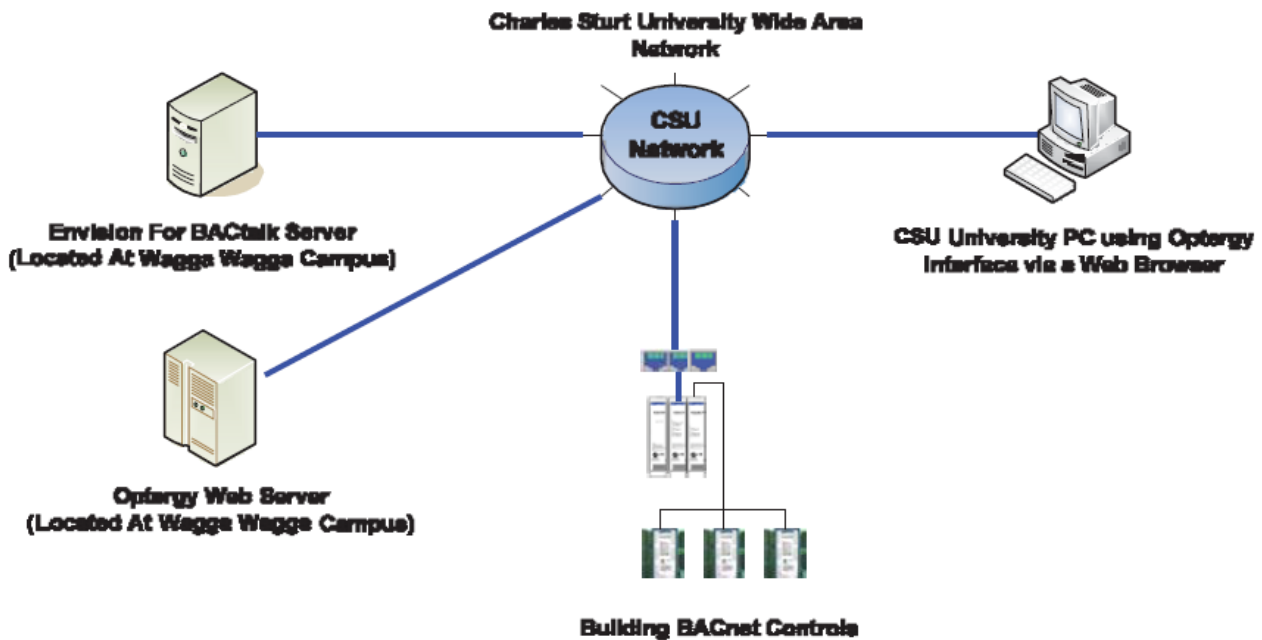 Charles Sturt University Wide Area
Network
CSU
Network
Envision For BACtalk Server
(Located At Wagga Wagga Campus)
CSU University PC using Optergy
Interface via a Web Browser
Optergy Web Server
(Located At Wagga Wagga Campus)
Building BACnet Controls